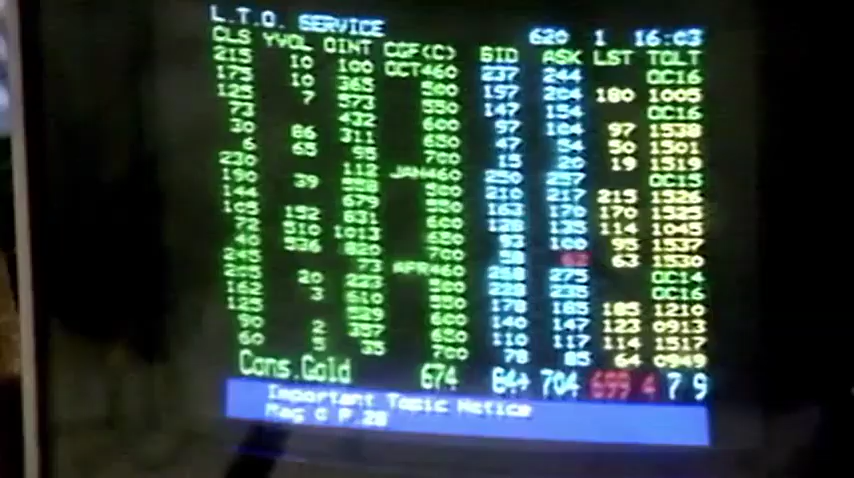 L.T.O. SERVICE 620 1 16:03
CLS YVOL OINT CGF(C) BID ASK LST TOLT
215 10 100 OCT460 237 244 OC16
175 10 365 500 197 204 180 1005
125 7 573 550 147 154 OC16
73 432 600 97 104 97 1538
30 86 311 650 47 54 50 1501
6 65 95 700 15 20 19 1519
230 112 JAN460 250 257 OC15
190 39 558 500 210 217 215 1526
144 679 550 163 170 170 1525
105 152 831 600 128 135 114 1045
73 510 1013 650 93 100 95 1537
40 536 820 700 58 63 1530
245 73 APR460 268 275 OC14
205 20 223 500 228 235 OC16
162 3 610 550 178 185 185 1210
125 529 600 140 147 123 0913
90 2 357 650 110 117 114 1517
60 5 35 700 78 85 64 0949
Cons.Gold 674 704 699 4 7 9
Important Topic Notice
Mag C P.28